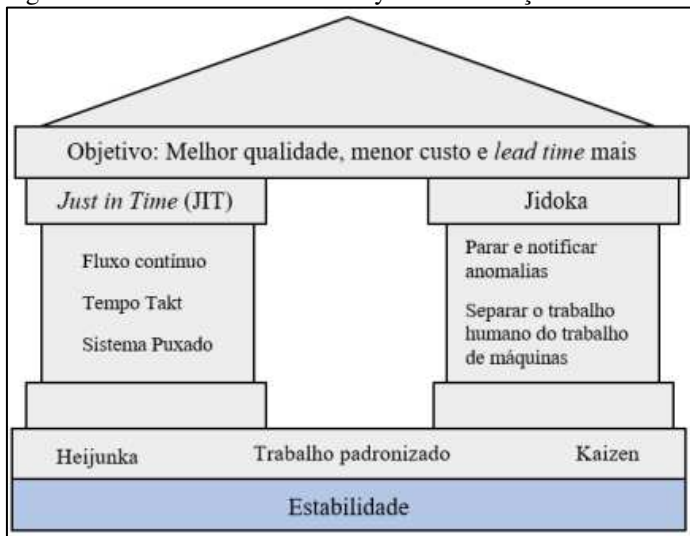 Objetivo: Melhor qualidade, menor custo e lead time mais
Just in Time (JIT)
Jidoka
Fluxo contínuo
Tempo Takt
Sistema Puxado
Parar e notificar
anomalias
Separar o trabalho
humano do trabalho
de máquinas
Heijunka
Trabalho padronizado
Kaizen
Estabilidade